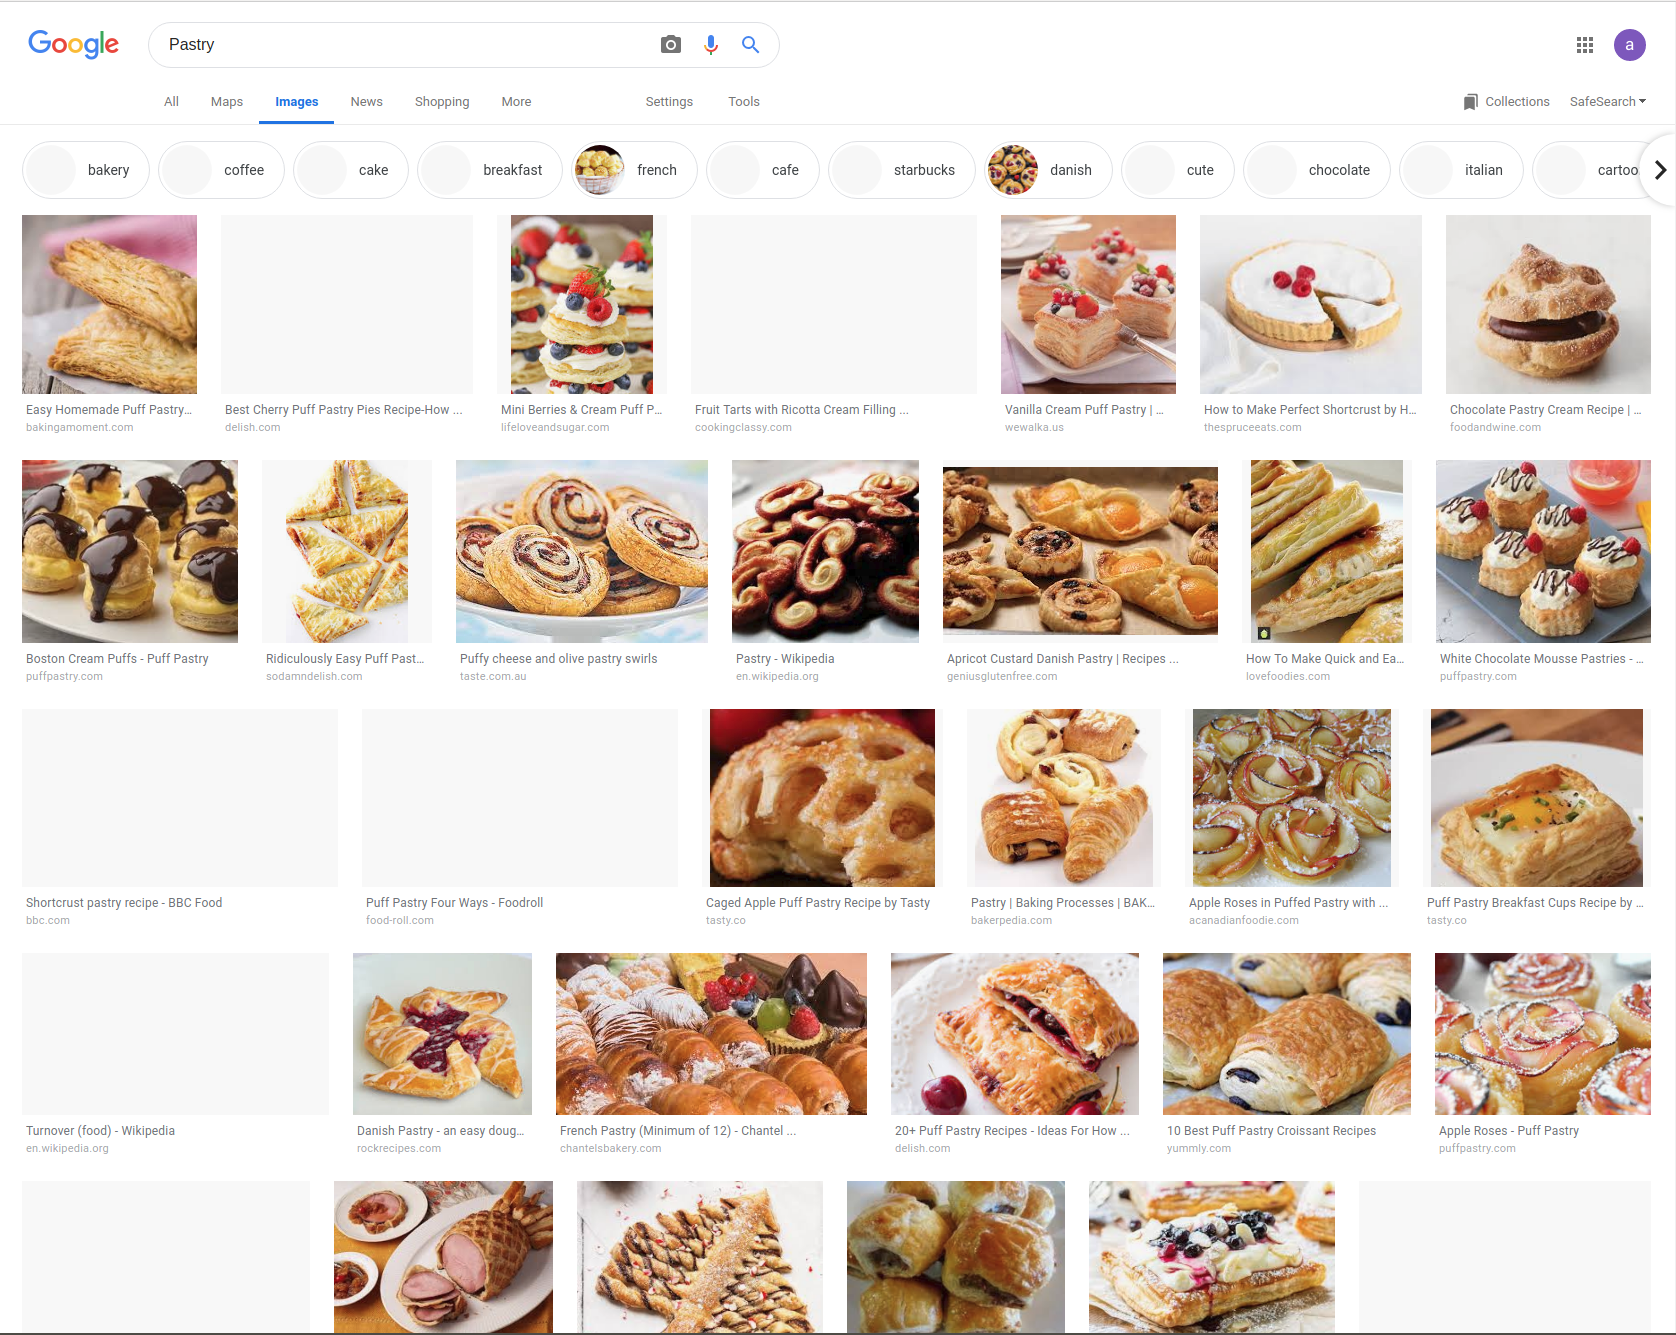 Google
Pastry
a
All Maps Images News Shopping More Settings Tools Collections SafeSearch
bakery coffee cake breakfast french cafe starbucks danish cute chocolate italian cartoo
Easy Homemade Puff Pastry...
bakingamoment.com
Best Cherry Puff Pastry Pies Recipe-How ...
delish.com
Mini Berries & Cream Puff P...
lifeloveandsugar.com
Fruit Tarts with Ricotta Cream Filling ...
cookingclassy.com
Vanilla Cream Puff Pastry | ...
wewalka.us
How to Make Perfect Shortcrust by H...
thespruceeats.com
Chocolate Pastry Cream Recipe | ...
foodandwine.com
Boston Cream Puffs - Puff Pastry
puffpastry.com
Ridiculously Easy Puff Past...
sodamndelish.com
Puffy cheese and olive pastry swirls
taste.com.au
Pastry - Wikipedia
en.wikipedia.org
Apricot Custard Danish Pastry | Recipes ...
geniusglutenfree.com
How To Make Quick and Ea...
lovefoodies.com
White Chocolate Mousse Pastries - ...
puffpastry.com
Shortcrust pastry recipe - BBC Food
bbc.com
Puff Pastry Four Ways - Foodroll
food-roll.com
Caged Apple Puff Pastry Recipe by Tasty
tasty.co
Pastry | Baking Processes | BAK...
bakerpedia.com
Apple Roses in Puffed Pastry with ...
acanadianfoodie.com
Puff Pastry Breakfast Cups Recipe by ...
tasty.co
Turnover (food) - Wikipedia
en.wikipedia.org
Danish Pastry - an easy doug...
rockrecipes.com
French Pastry (Minimum of 12) - Chantel ...
chantelsbakery.com
20+ Puff Pastry Recipes - Ideas For How ...
delish.com
10 Best Puff Pastry Croissant Recipes
yummly.com
Apple Roses - Puff Pastry
puffpastry.com